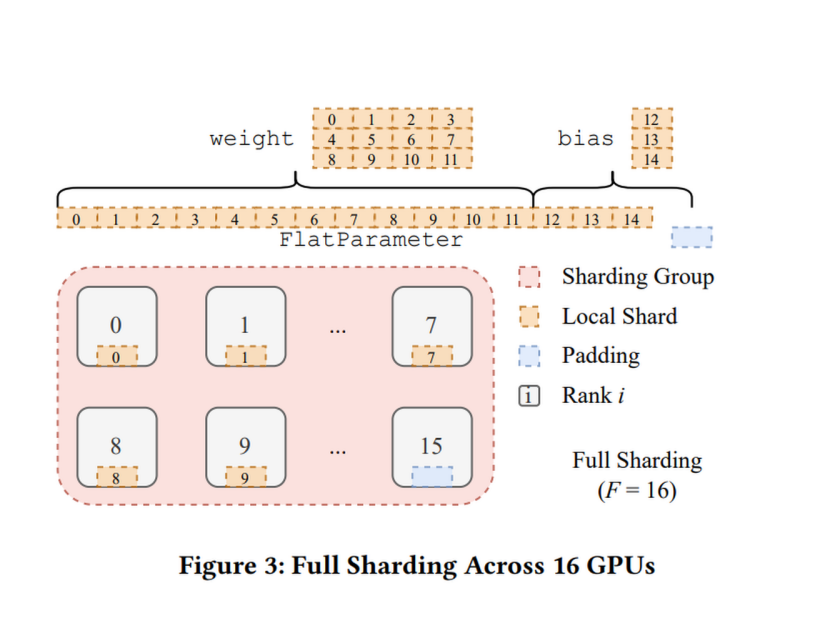 weight
0 1 2 3
4 5 6 7
8 9 10 11
bias
12
13
14
0 1 2 3 4 5 6 7 8 9 10 11 12 13 14
FlatParameter
0
0
1
1
...
7
7
8
8
9
9
...
15
Sharding Group
Local Shard
Padding
i Rank i
Full Sharding
(F = 16)
Figure 3: Full Sharding Across 16 GPUs